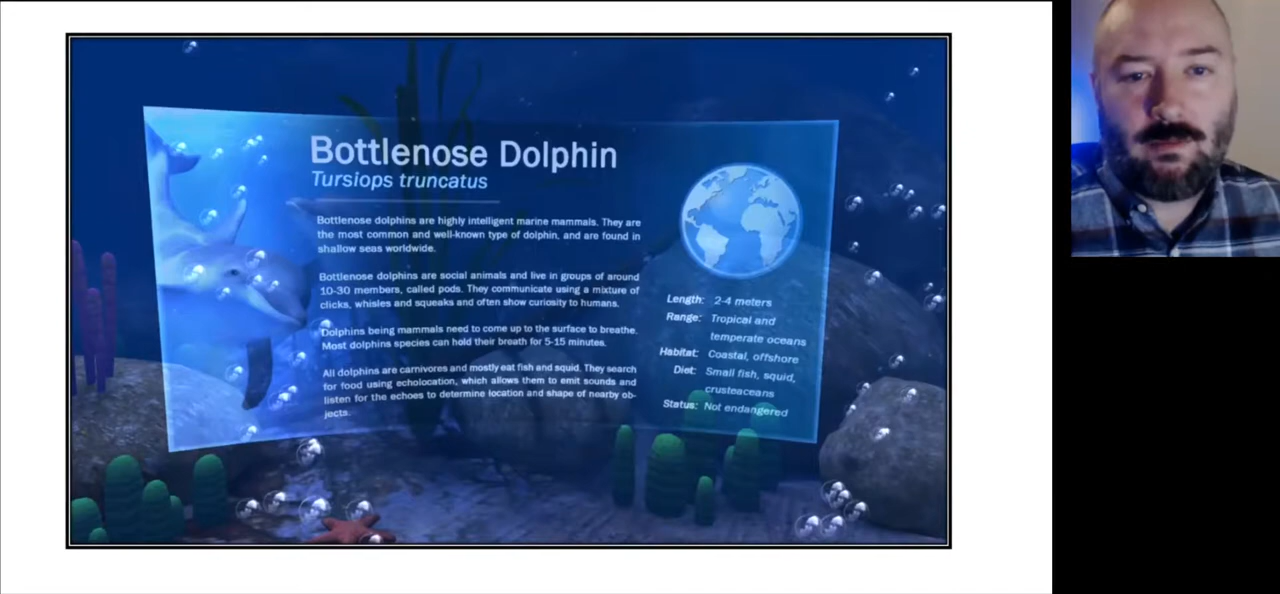 Bottlenose Dolphin
Tursiops truncatus
Bottlenose dolphins are highly intelligent marine mammals. They are
the most common and well-known type of dolphin, and are found in
shallow seas worldwide.
Bottlenose dolphins are social animals and live in groups of around
10-30 members, called pods. They communicate using a mixture of
clicks, whisles and squeaks and often show curiosity to humans.
Dolphins being mammals need to come up to the surface to breathe.
Most dolphins species can hold their breath for 5-15 minutes.
All dolphins are carnivores and mostly eat fish and squid. They search
for food using echolocation, which allows them to emit sounds and
listen for the echoes to determine location and shape of nearby ob-
jects.
Length: 2-4 meters
Range: Tropical and
temperate oceans
Habitat: Coastal, offshore
Diet: Small fish, squid,
crusteaceans
Status: Not endangered